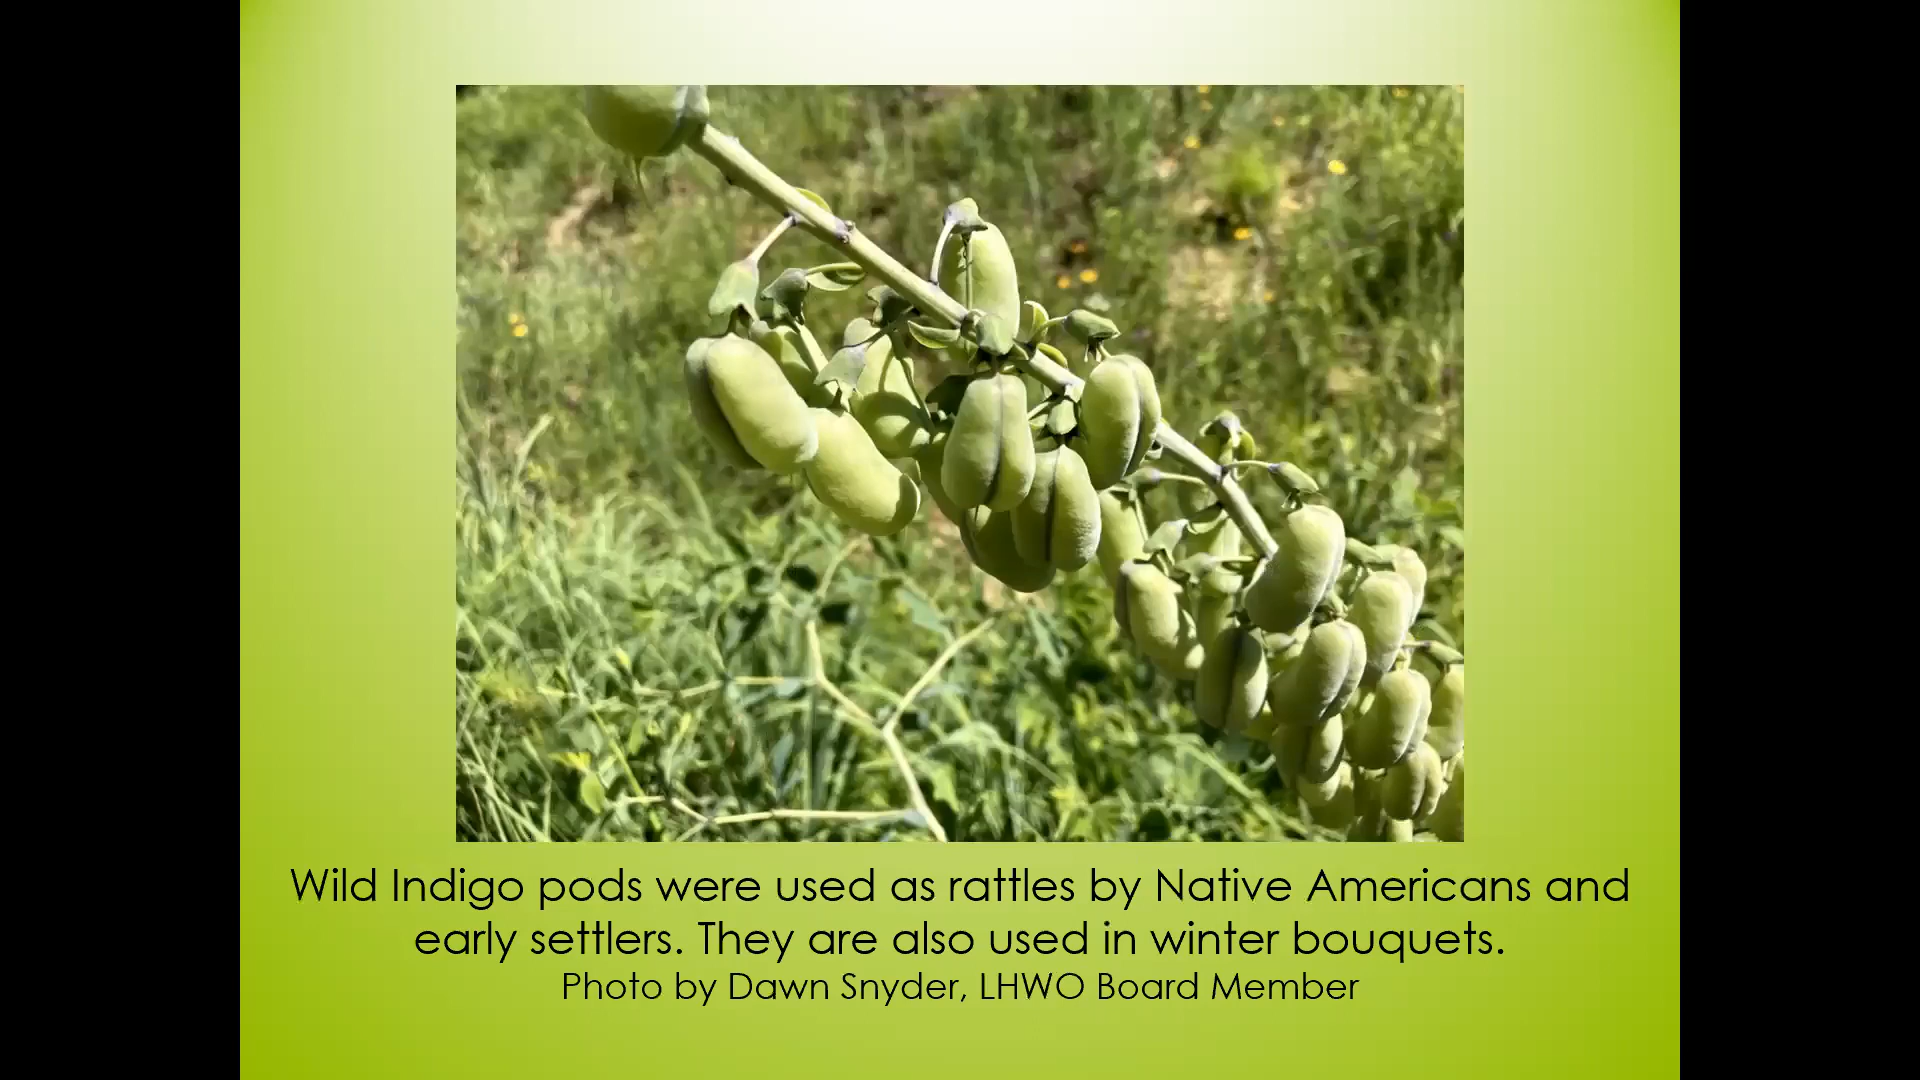 Wild Indigo pods were used as rattles by Native Americans and
early settlers. They are also used in winter bouquets.
Photo by Dawn Snyder, LHWO Board Member